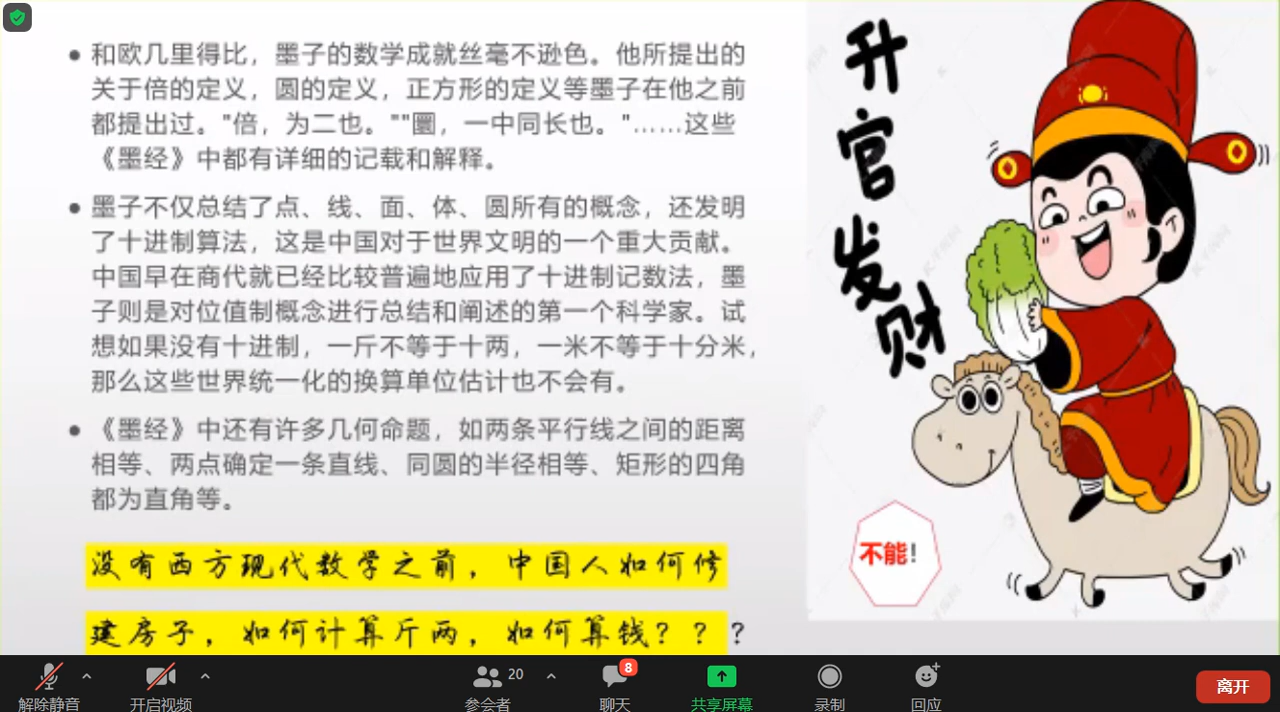 和欧几里得比，墨子的数学成就丝毫不逊色。他所提出的
关于倍的定义，圆的定义，正方形的定义等墨子在他之前
都提出过。"倍，为二也。""圜，一中同长也。"……这些
《墨经》中都有详细的记载和解释。
墨子不仅总结了点、线、面、体、圆所有的概念，还发明
了十进制算法，这是中国对于世界文明的一个重大贡献。
中国早在商代就已经比较普遍地应用了十进制记数法，墨
子则是对位值制概念进行总结和阐述的第一个科学家。试
想如果没有十进制，一斤不等于十两，一米不等于十分米，
那么这些世界统一化的换算单位估计也不会有。
《墨经》中还有许多几何命题，如两条平行线之间的距离
相等、两点确定一条直线、同圆的半径相等、矩形的四角
都为直角等。
没有西方现代数学之前，中国人如何修
建房子，如何计算斤两，如何算钱？？？
升官发财
不能！
解除静音
开启视频
20
参会者
8
聊天
共享屏幕
录制
回应
离开